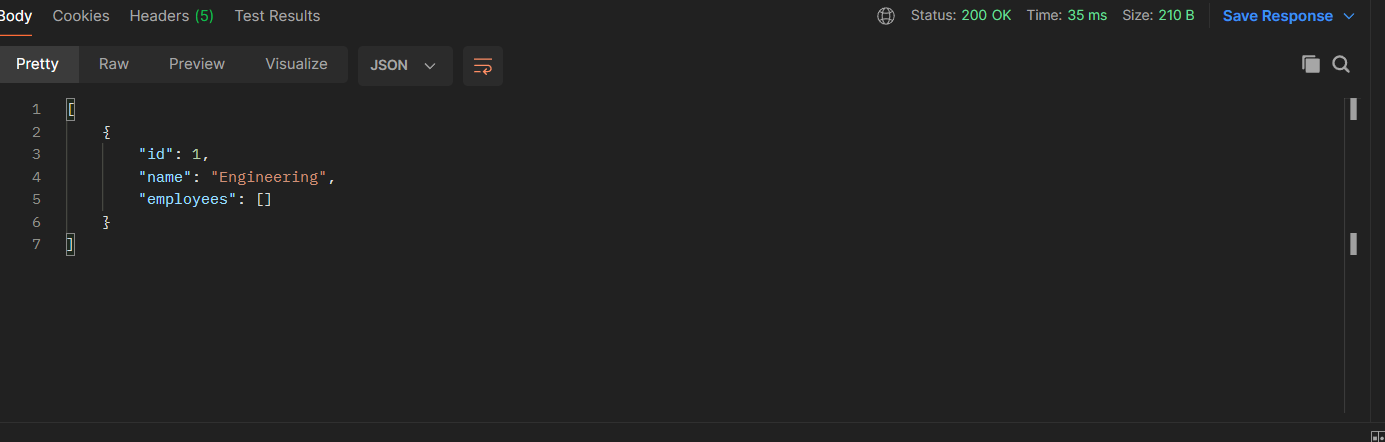 Body Cookies Headers (5) Test Results Status: 200 OK Time: 35 ms Size: 210 B Save Response
Pretty Raw Preview Visualize JSON
1 [
2 {
3 "id": 1,
4 "name": "Engineering",
5 "employees": []
6 }
7 ]